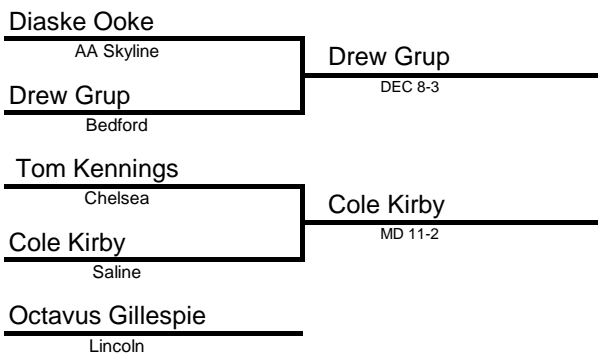 Diaske Ooke
AA Skyline
Drew Grup
DEC 8-3
Drew Grup
Bedford
Tom Kennings
Chelsea
Cole Kirby
MD 11-2
Cole Kirby
Saline
Octavus Gillespie
Lincoln